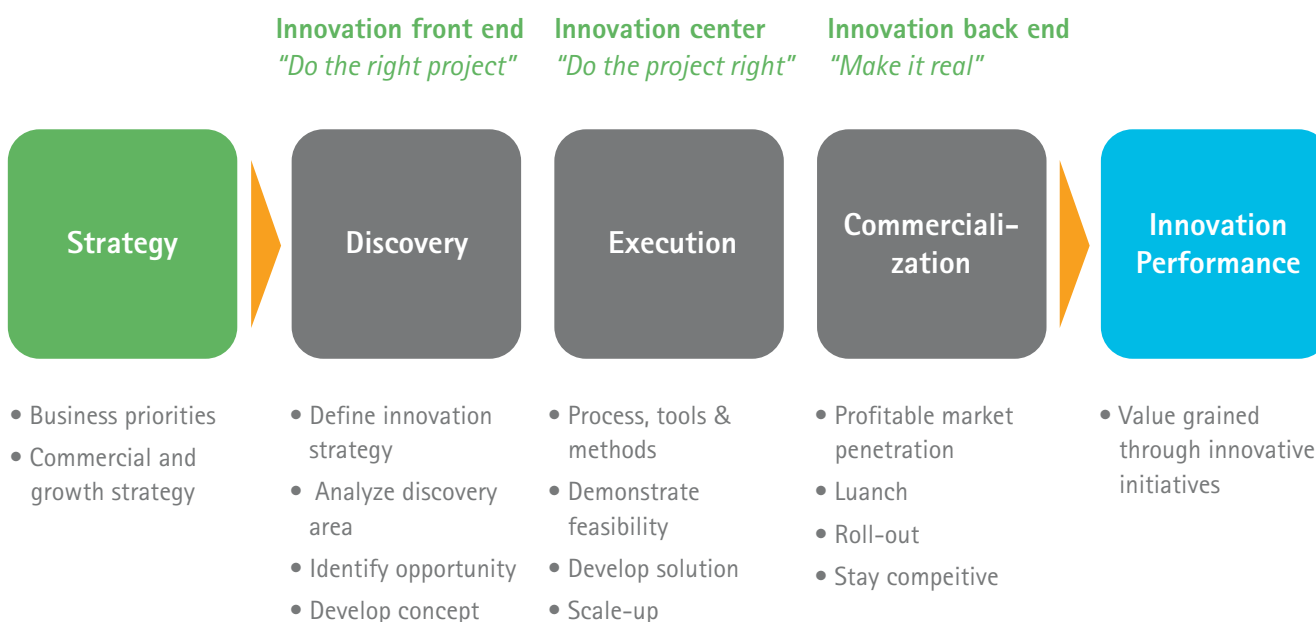 Innovation front end
"Do the right project"
Innovation center
"Do the project right"
Innovation back end
"Make it real"
Strategy
Discovery
Execution
Commerciali-
zation
Innovation
Performance
• Business priorities
• Commercial and
growth strategy
• Define innovation
strategy
• Analyze discovery
area
• Identify opportunity
• Develop concept
• Process, tools &
methods
• Demonstrate
feasibility
• Develop solution
• Scale-up
• Profitable market
penetration
• Luanch
• Roll-out
• Stay compeitive
• Value grained
through innovative
initiatives